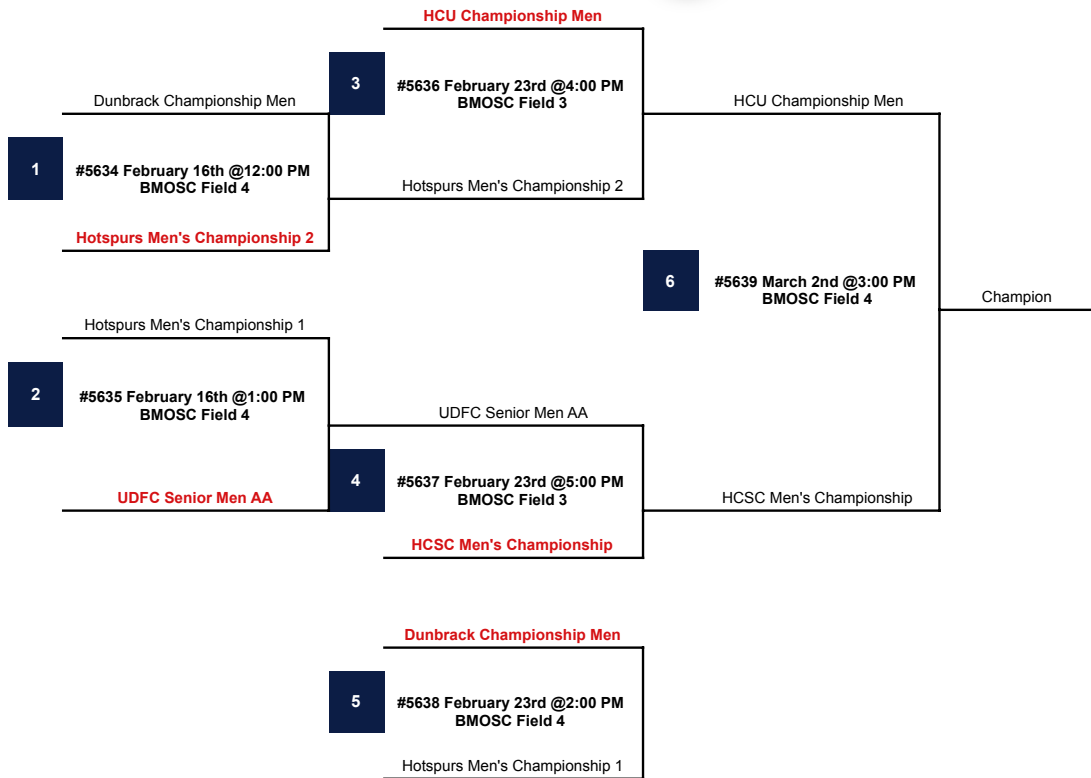 HCU Championship Men
3
#5636 February 23rd @4:00 PM
BMOSC Field 3
Dunbrack Championship Men
HCU Championship Men
1
#5634 February 16th @12:00 PM
BMOSC Field 4
Hotspurs Men's Championship 2
Hotspurs Men's Championship 2
6
#5639 March 2nd @3:00 PM
BMOSC Field 4
Champion
Hotspurs Men's Championship 1
2
#5635 February 16th @1:00 PM
BMOSC Field 4
UDFC Senior Men AA
4
#5637 February 23rd @5:00 PM
BMOSC Field 3
UDFC Senior Men AA
HCSC Men's Championship
HCSC Men's Championship
Dunbrack Championship Men
5
#5638 February 23rd @2:00 PM
BMOSC Field 4
Hotspurs Men's Championship 1